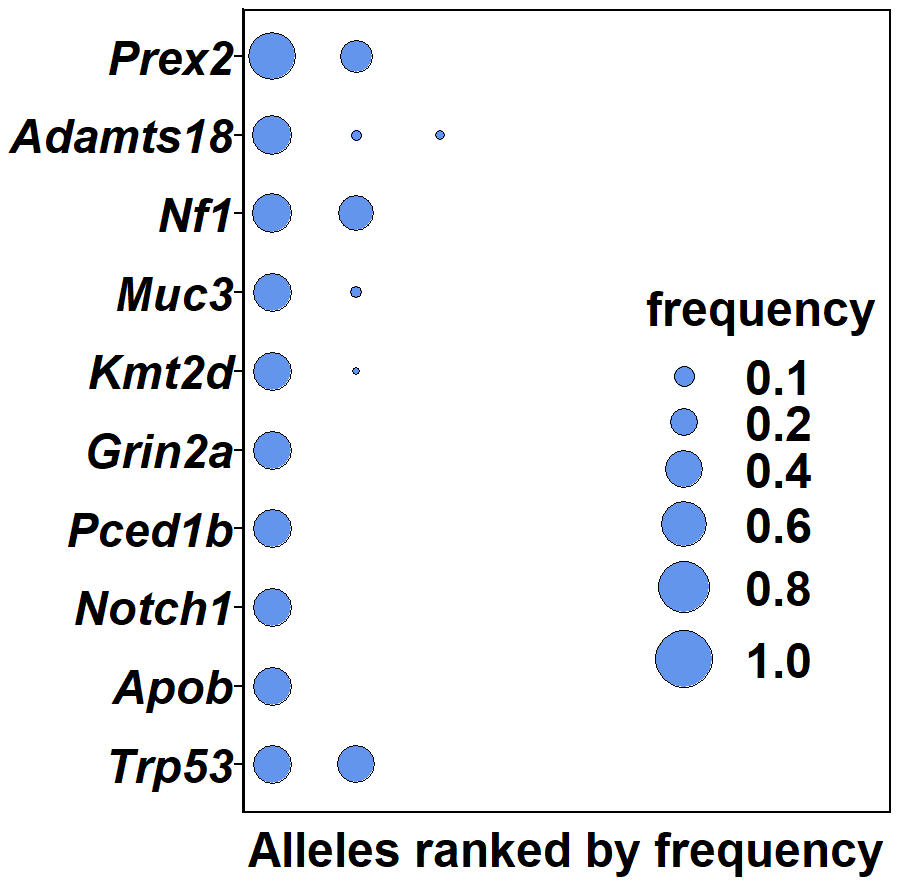 Prex2
Adamts18
Nf1
Muc3
Kmt2d
Grin2a
Pced1b
Notch1
Apob
Trp53
frequency
0.1
0.2
0.4
0.6
0.8
1.0
Alleles ranked by frequency